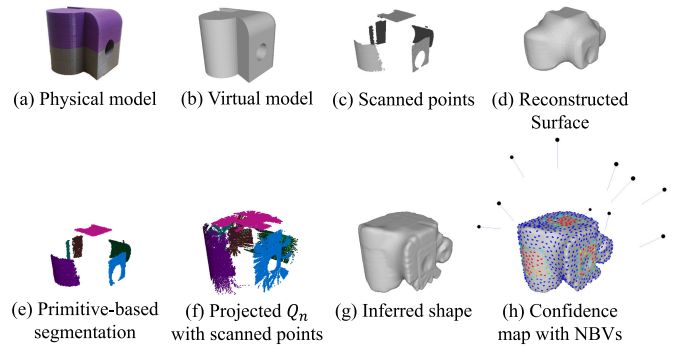 (a) Physical model
(b) Virtual model
(c) Scanned points
(d) Reconstructed
Surface
(e) Primitive-based
segmentation
(f) Projected Qn
with scanned points
(g) Inferred shape
(h) Confidence
map with NBVs